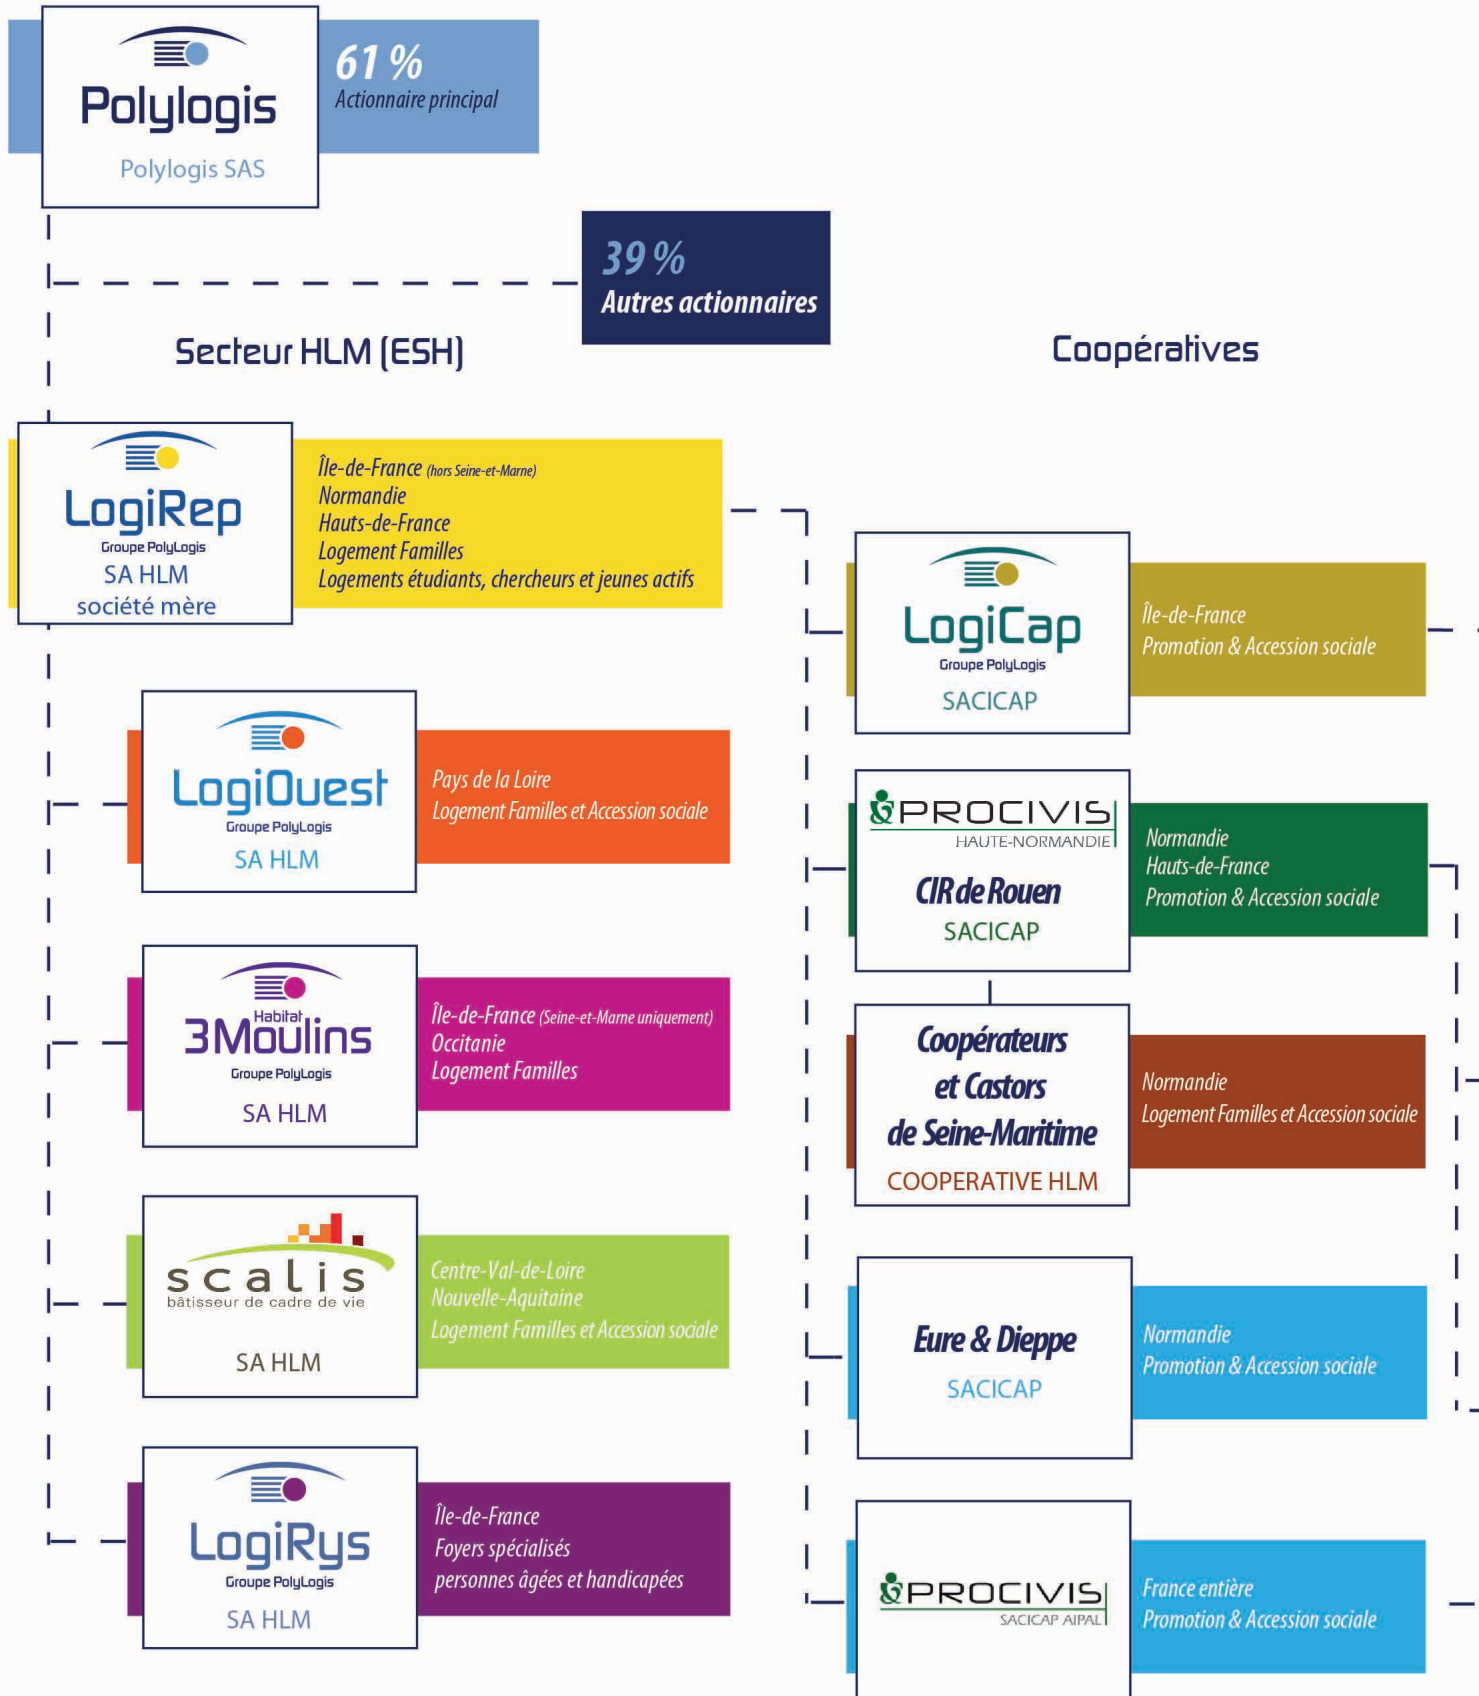 Polylogis
Polylogis SAS
61 %
Actionnaire principal
39 %
Autres actionnaires
Secteur HLM (ESH)
LogiRep
Groupe PolyLogis
SA HLM
société mère
Île-de-France (hors Seine-et-Marne)
Normandie
Hauts-de-France
Logement Familles
Logements étudiants, chercheurs et jeunes actifs
LogiOuest
Groupe PolyLogis
SA HLM
Pays de la Loire
Logement Familles et Accession sociale
Habitat
3Moulins
Groupe PolyLogis
SA HLM
Île-de-France (Seine-et-Marne uniquement)
Occitanie
Logement Familles
scalis
bâtisseur de cadre de vie
SA HLM
Centre-Val-de-Loire
Nouvelle-Aquitaine
Logement Familles et Accession sociale
LogiRys
Groupe PolyLogis
SA HLM
Île-de-France
Foyers spécialisés
personnes âgées et handicapées
Coopératives
LogiCap
Groupe PolyLogis
SACICAP
Île-de-France
Promotion & Accession sociale
PROCIVIS
HAUTE-NORMANDIE
CIR de Rouen
SACICAP
Normandie
Hauts-de-France
Promotion & Accession sociale
Coopérateurs
et Castors
de Seine-Maritime
COOPERATIVE HLM
Normandie
Logement Familles et Accession sociale
Eure & Dieppe
SACICAP
Normandie
Promotion & Accession sociale
PROCIVIS
SACICAP AIPAL
France entière
Promotion & Accession sociale